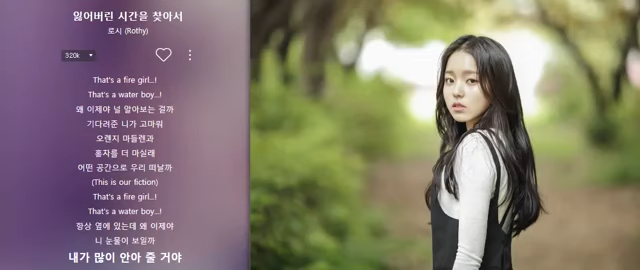 잃어버린 시간을 찾아서
로시 (Rothy)
320k
That's a fire girl...!
That's a water boy...!
왜 이제야 널 알아보는 걸까
기다려준 니가 고마워
오렌지 마들렌과
홍차를 더 마실래
어떤 공간으로 우리 떠날까
(This is our fiction)
That's a fire girl...!
That's a water boy...!
항상 옆에 있는데 왜 이제야
니 눈물이 보일까
내가 많이 안아 줄 거야